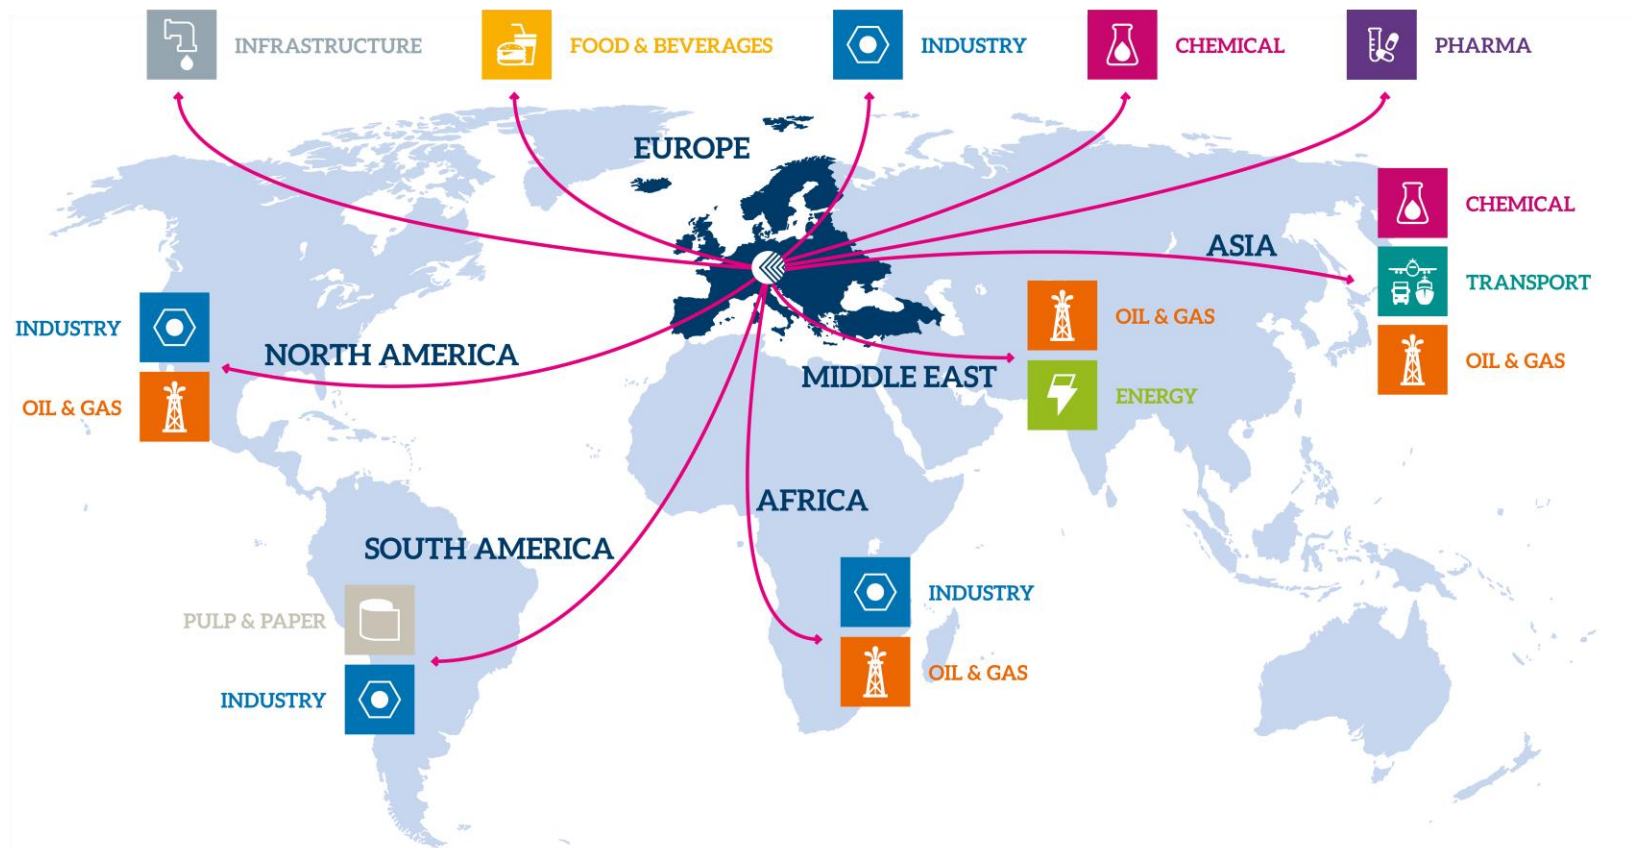 INFRASTRUCTURE
FOOD & BEVERAGES
INDUSTRY
CHEMICAL
PHARMA
EUROPE
CHEMICAL
ASIA
TRANSPORT
OIL & GAS
INDUSTRY
NORTH AMERICA
OIL & GAS
MIDDLE EAST
OIL & GAS
ENERGY
AFRICA
SOUTH AMERICA
INDUSTRY
PULP & PAPER
OIL & GAS
INDUSTRY